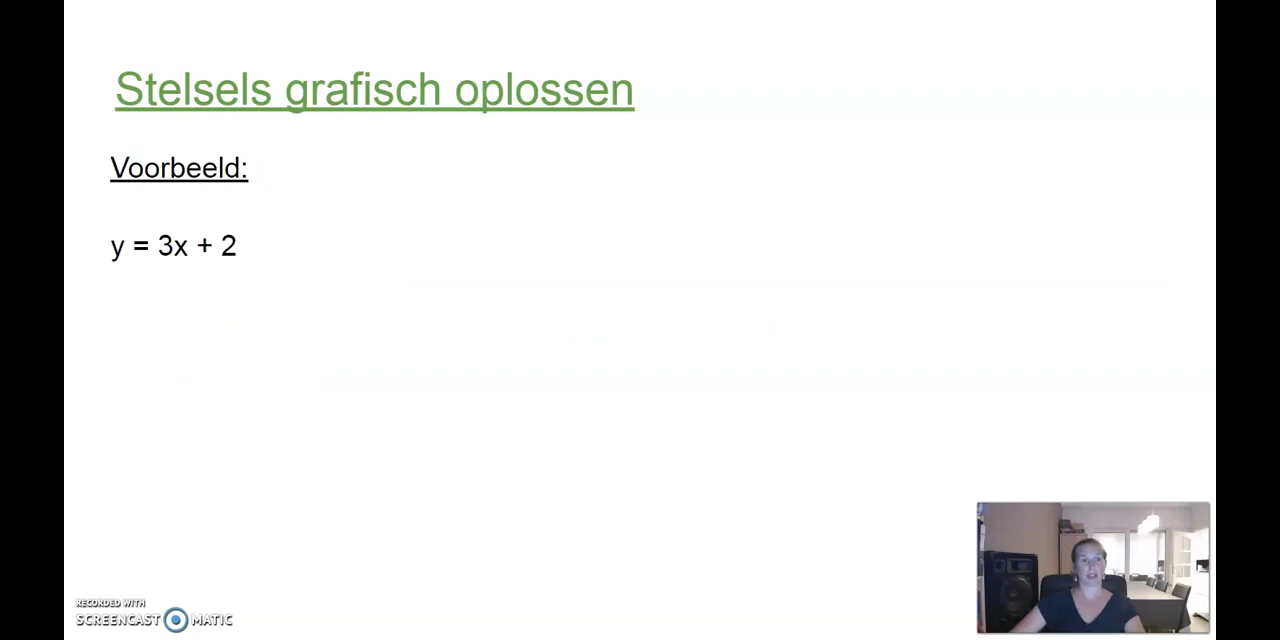 Stelsels grafisch oplossen
Voorbeeld:
y = 3x + 2
RECORDED WITH
SCREENCAST MATIC